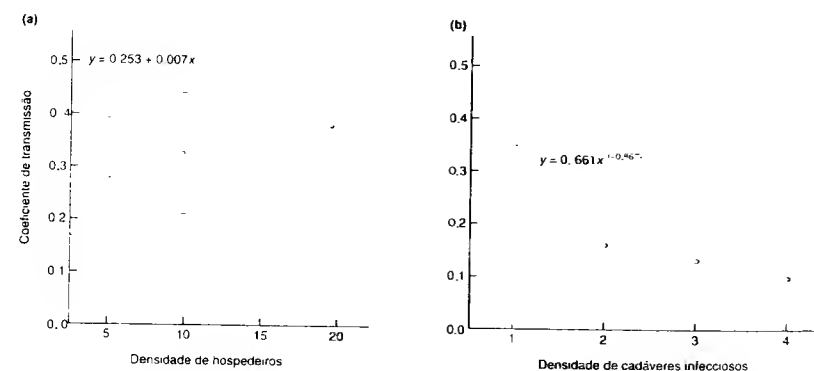 (a)
0.5
y = 0 253 + 0.007x
0 4
0.3
0 2
0 1
0.0
5
10
15
20
Coeficiente de transmissão
Densidade de hospedeiros
(b)
0.5
0.4
0.3
y = 0.661x
0.2
0.1
0.0
1
2
3
4
Densidade de cadáveres infecciosos